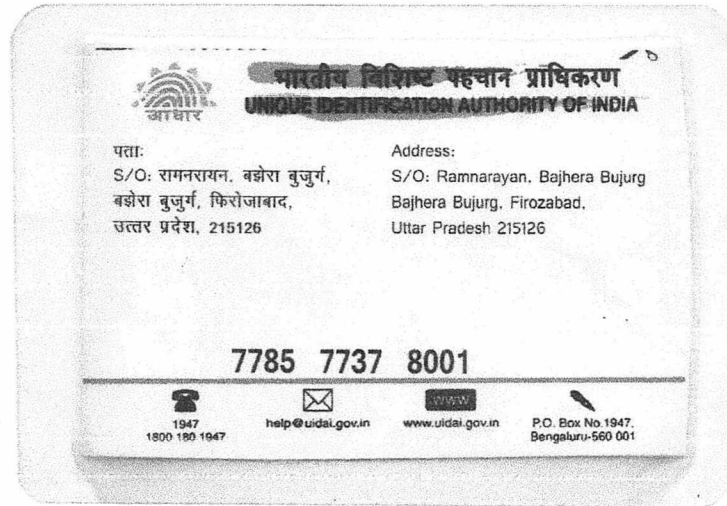 भारतीय विशिष्ट पहचान प्राधिकरण
UNIQUE IDENTIFICATION AUTHORITY OF INDIA
आधार
पता:
S/O: रामनरायन, बझेरा बुजुर्ग,
बझेरा बुजुर्ग, फिरोजाबाद,
उत्तर प्रदेश, 215126
Address:
S/O: Ramnarayan, Bajhera Bujurg
Bajhera Bujurg, Firozabad,
Uttar Pradesh 215126
7785 7737 8001
WWW
1947
1800 180 1947
help@uidai.gov.in
www.uidai.gov.in
P.O. Box No.1947,
Bengaluru-560 001